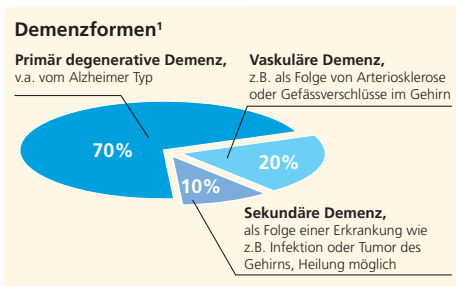 Demenzformen¹
Primär degenerative Demenz,
v.a. vom Alzheimer Typ
Vaskuläre Demenz,
z.B. als Folge von Arteriosklerose
oder Gefässverschlüsse im Gehirn
70%
20%
10%
Sekundäre Demenz,
als Folge einer Erkrankung wie
z.B. Infektion oder Tumor des
Gehirns, Heilung möglich